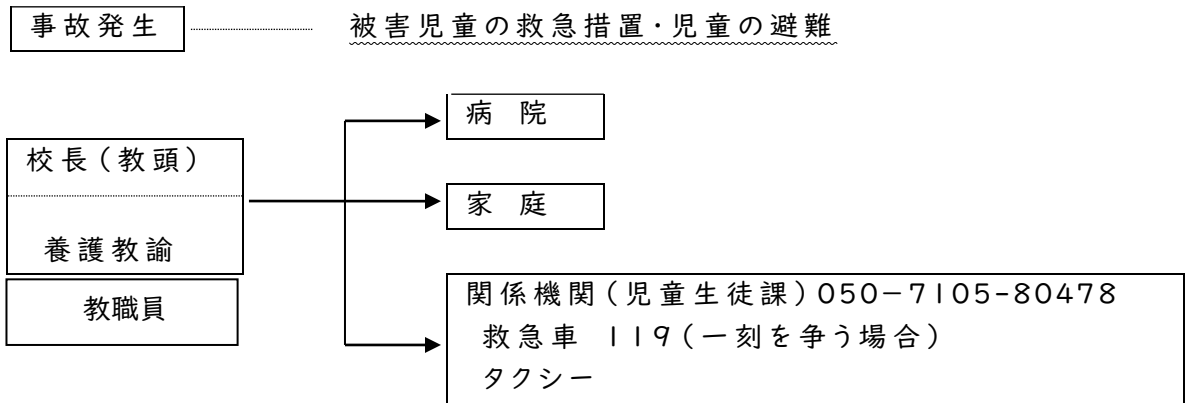 事故発生 被害児童の救急措置・児童の避難
病 院
校長(教頭)
家 庭
養護教諭
教職員
関係機関(児童生徒課)050-7105-80478
救急車 119(一刻を争う場合)
タクシー